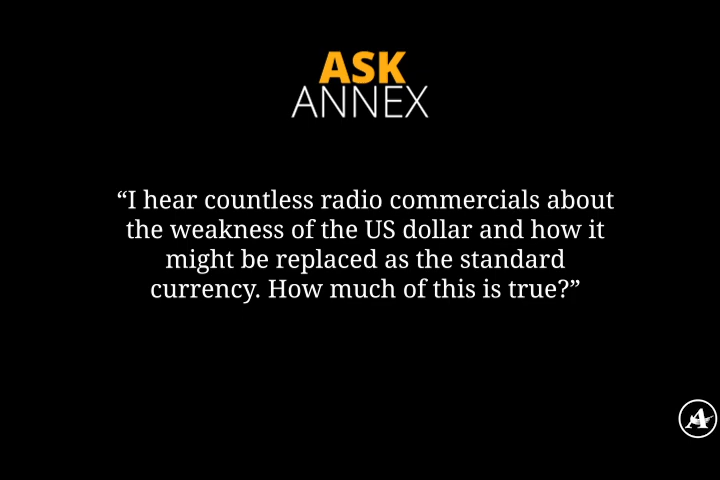 ASK
ANNEX
“I hear countless radio commercials about
the weakness of the US dollar and how it
might be replaced as the standard
currency. How much of this is true?”
A